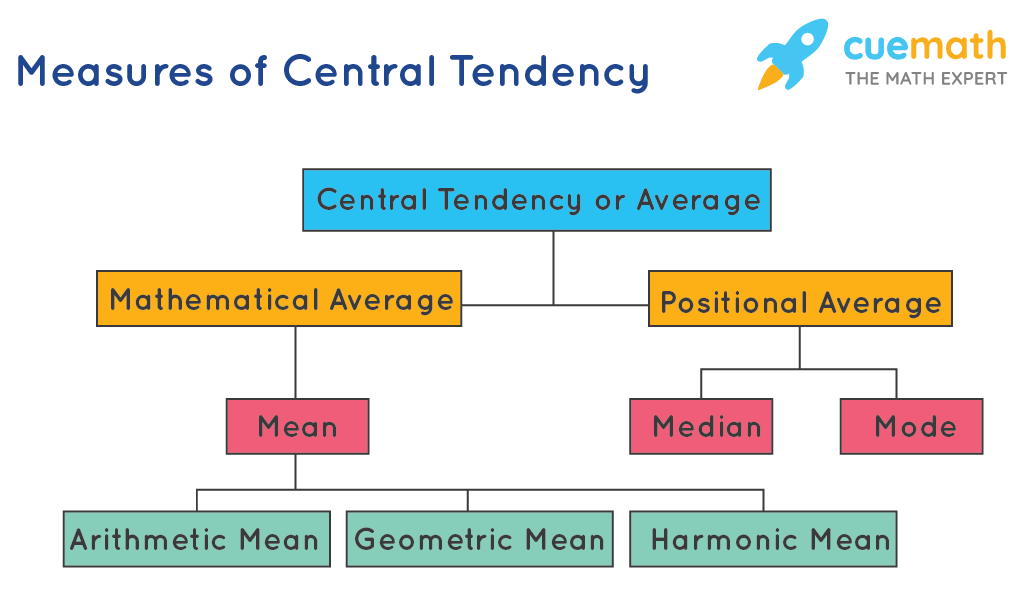 Measures of Central Tendency
cuemath
THE MATH EXPERT
Central Tendency or Average
Mathematical Average
Positional Average
Mean
Median
Mode
Arithmetic Mean
Geometric Mean
Harmonic Mean